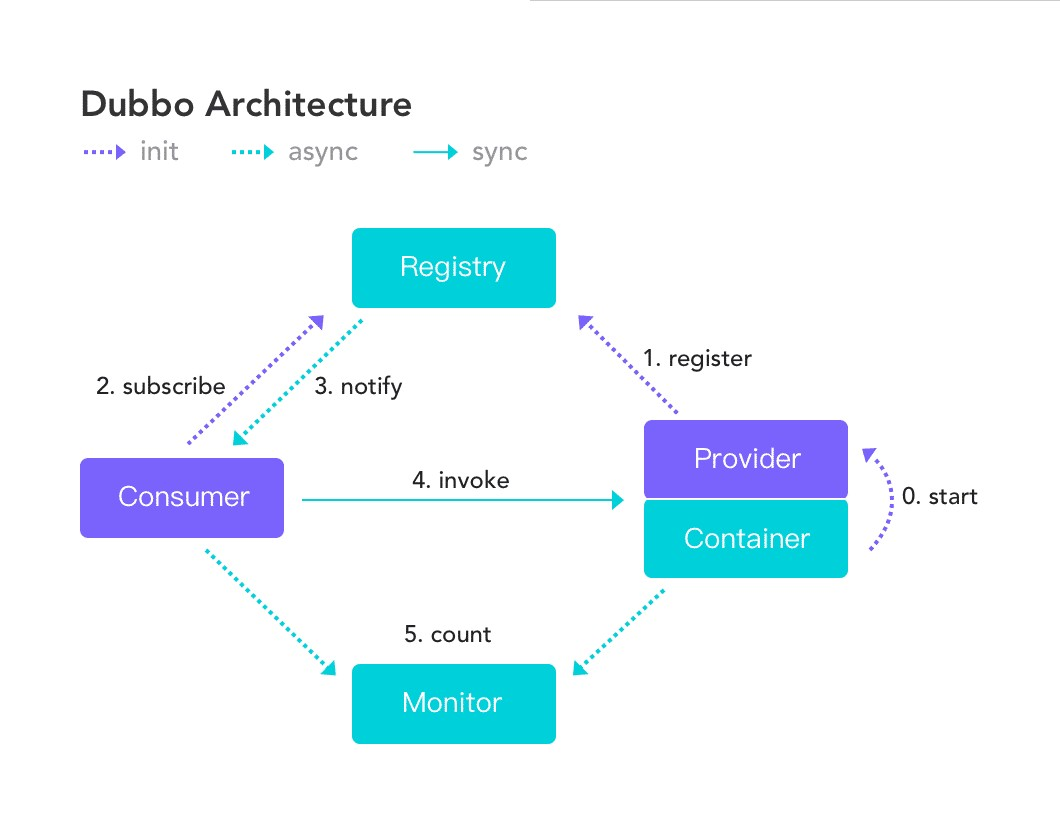 Dubbo Architecture
init async sync
Registry
1. register
2. subscribe 3. notify
Provider
4. invoke
Consumer
0. start
Container
5. count
Monitor